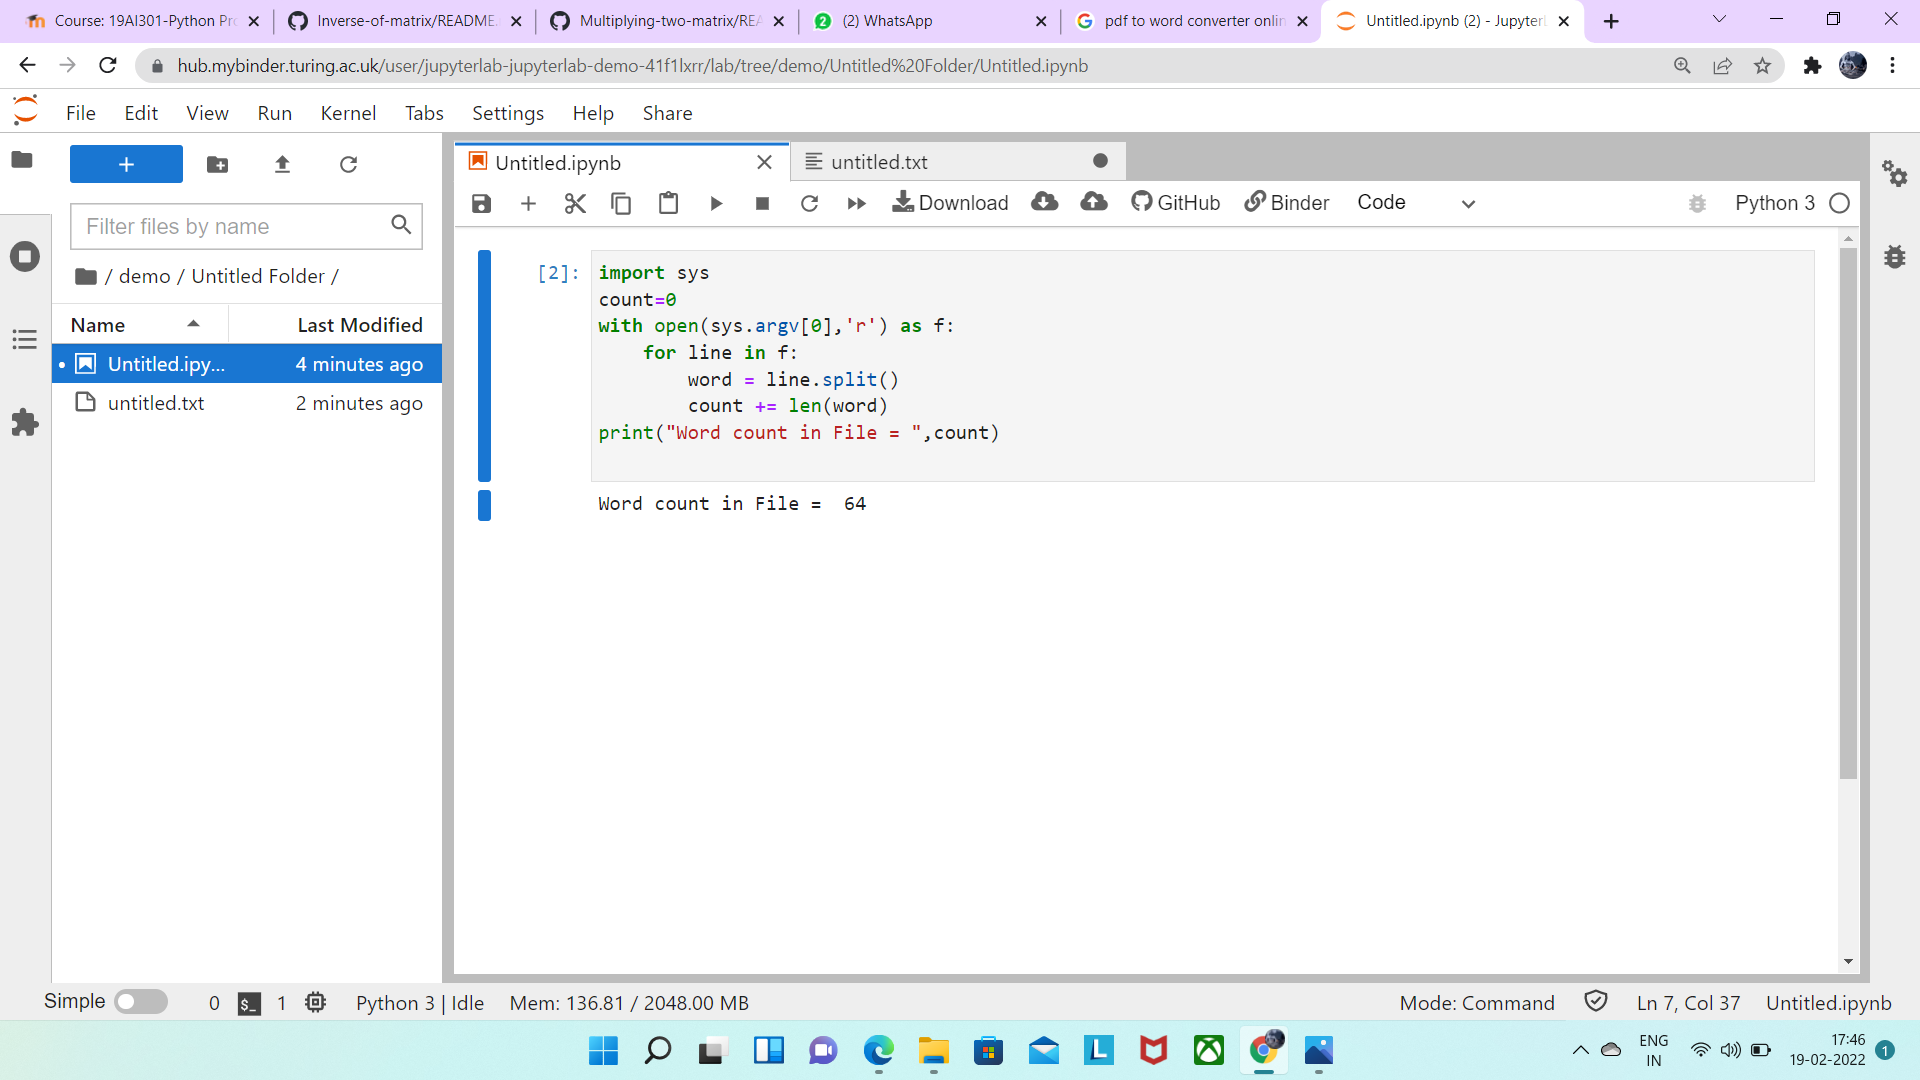 Course: 19AI301-Python Pr
Inverse-of-matrix/README.
Multiplying-two-matrix/REA
2 (2) WhatsApp
pdf to word converter onlin
Untitled.ipynb (2) - Jupyter
hub.mybinder.turing.ac.uk/user/jupyterlab-jupyterlab-demo-41f1lxrr/lab/tree/demo/Untitled%20Folder/Untitled.ipynb
File Edit View Run Kernel Tabs Settings Help Share
Filter files by name
/ demo / Untitled Folder /
Name Last Modified
Untitled.ipy... 4 minutes ago
untitled.txt 2 minutes ago
Untitled.ipynb
untitled.txt
Download GitHub Binder Code Python 3
[2]: import sys
count=0
with open(sys.argv[0],'r') as f:
    for line in f:
        word = line.split()
        count += len(word)
print("Word count in File = ",count)
Word count in File =  64
Simple 0 $_ 1 Python 3 | Idle Mem: 136.81 / 2048.00 MB Mode: Command Ln 7, Col 37 Untitled.ipynb
L
ENG
IN
17:46
19-02-2022
1